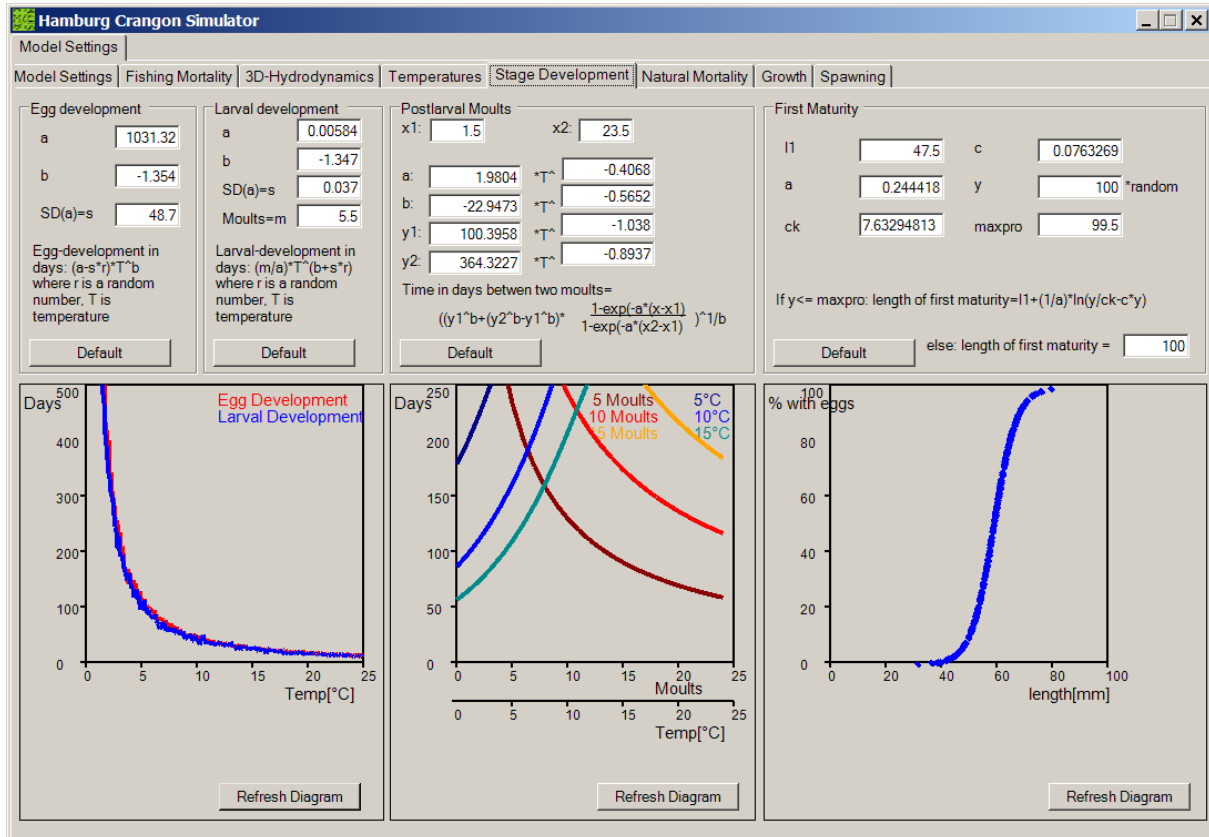 Hamburg Crangon Simulator
Model Settings
Model Settings Fishing Mortality 3D-Hydrodynamics Temperatures Stage Development Natural Mortality Growth Spawning
Egg development
a 1031.32
b -1.354
SD(a)=s 48.7
Egg-development in
days: (a-s*r)*T^b
where r is a random
number, T is
temperature
Default
Larval development
a 0.00584
b -1.347
SD(a)=s 0.037
Moults=m 5.5
Larval-development in
days: (m/a)*T^(b+s*r)
where r is a random
number, T is
temperature
Default
Postlarval Moults
x1: 1.5 x2: 23.5
a: 1.9804 *T^ -0.4068
b: -22.9473 *T^ -0.5652
y1: 100.3958 *T^ -1.038
y2: 364.3227 *T^ -0.8937
Time in days betwen two moults=
1-exp(-a*(x-x1)
((y1^b+(y2^b-y1^b)* )^1/b
1-exp(-a*(x2-x1)
Default
First Maturity
l1 47.5 c 0.0763269
a 0.244418 y 100 *random
ck 7.63294813 maxpro 99.5
If y<= maxpro: length of first maturity=l1+(1/a)*ln(y/ck-c*y)
Default else: length of first maturity = 100
500
Days
Egg Development
Larval Development
400
300
200
100
0
0 5 10 15 20 25
Temp[°C]
Refresh Diagram
250
Days
5 Moults 5°C
10 Moults 10°C
15 Moults 15°C
200
150
100
50
0
0 5 10 15 20 25
Moults
0 5 10 15 20 25
Temp[°C]
Refresh Diagram
100
% with eggs
80
60
40
20
0
0 20 40 60 80 100
length[mm]
Refresh Diagram